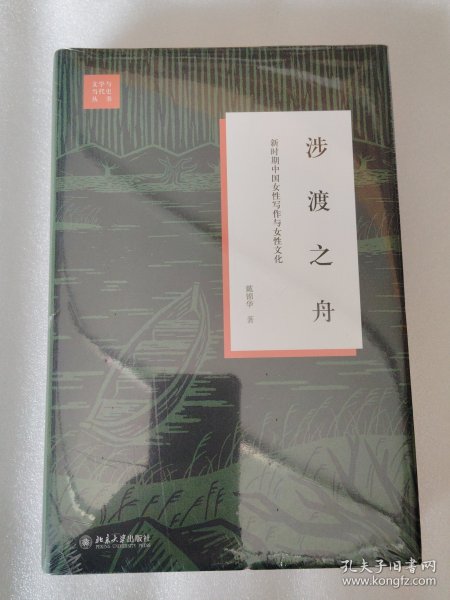 文学与
当代史
丛书
涉渡之舟
新时期中国女性写作与女性文化
戴锦华 著
北京大学出版社
PEKING UNIVERSITY PRESS
孔夫子旧书网
www.kongfz.com